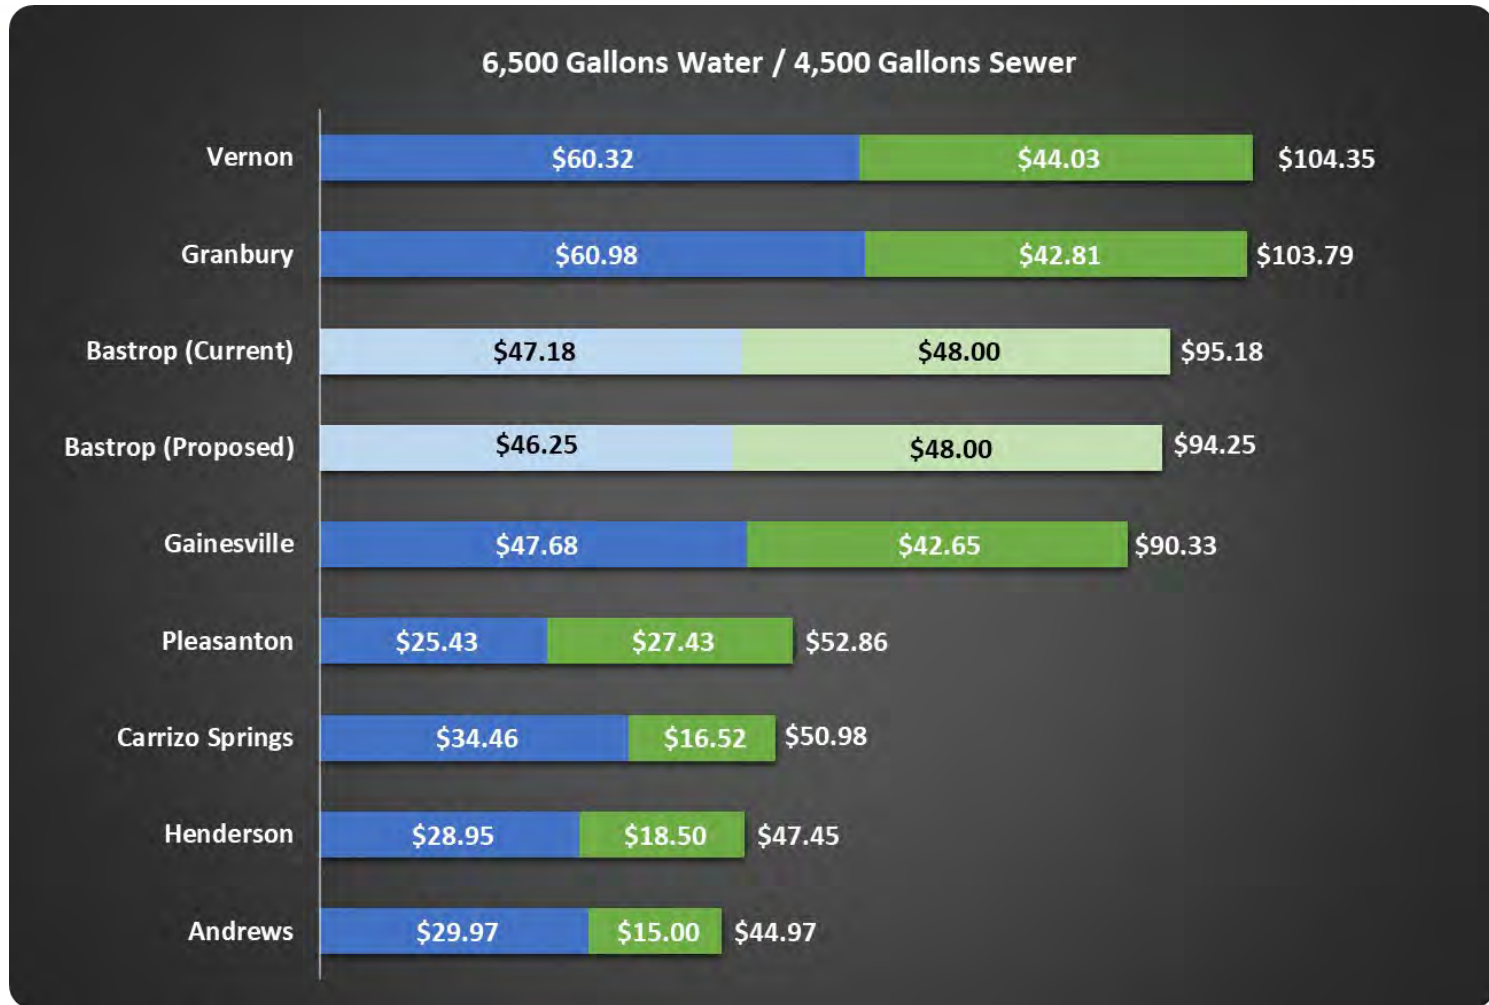 6,500 Gallons Water / 4,500 Gallons Sewer
Vernon $60.32 $44.03 $104.35
Granbury $60.98 $42.81 $103.79
Bastrop (Current) $47.18 $48.00 $95.18
Bastrop (Proposed) $46.25 $48.00 $94.25
Gainesville $47.68 $42.65 $90.33
Pleasanton $25.43 $27.43 $52.86
Carrizo Springs $34.46 $16.52 $50.98
Henderson $28.95 $18.50 $47.45
Andrews $29.97 $15.00 $44.97